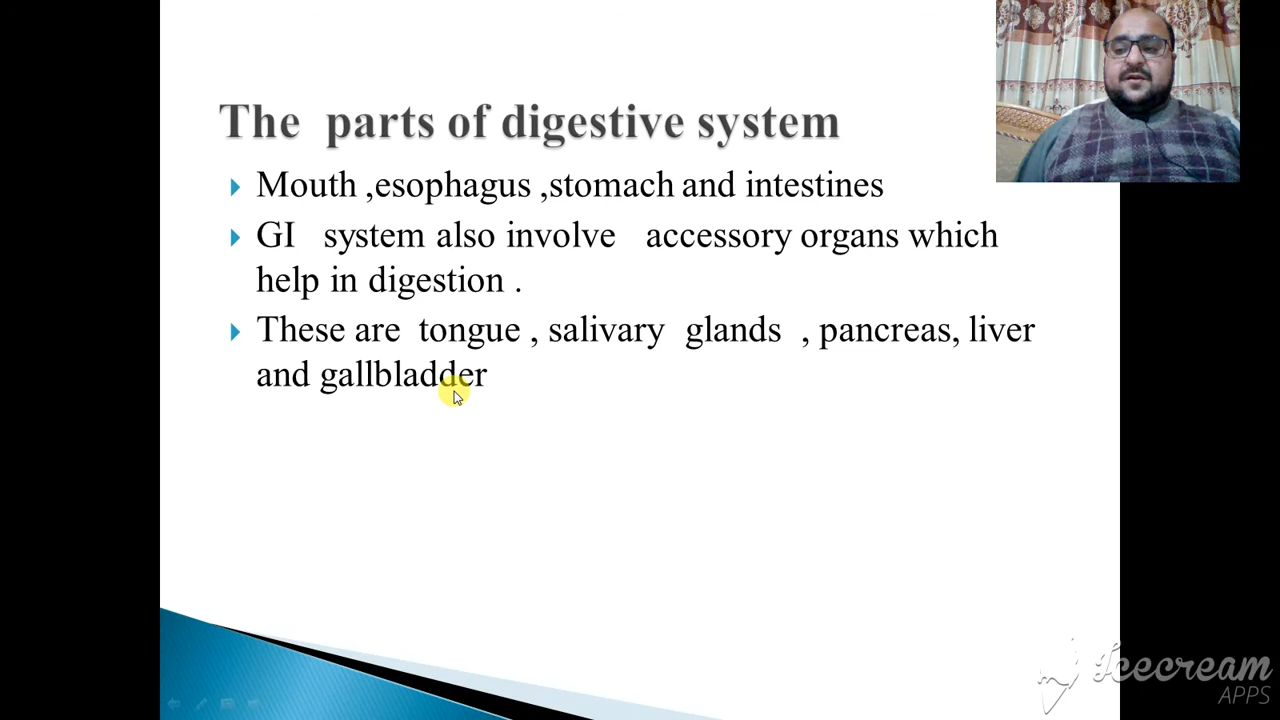 The parts of digestive system
Mouth ,esophagus ,stomach and intestines
GI system also involve accessory organs which
help in digestion .
These are tongue , salivary glands , pancreas, liver
and gallbladder
Icecream
APPS